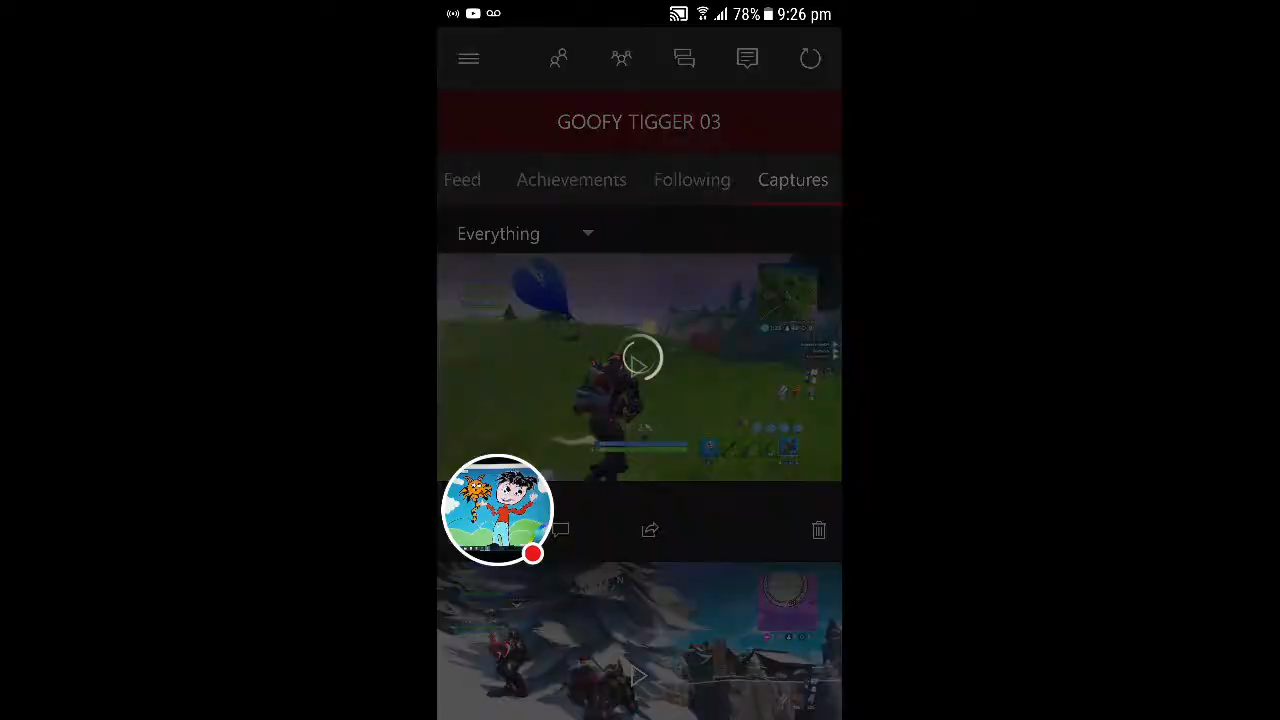 78% 9:26 pm
GOOFY TIGGER 03
Feed Achievements Following Captures
Everything